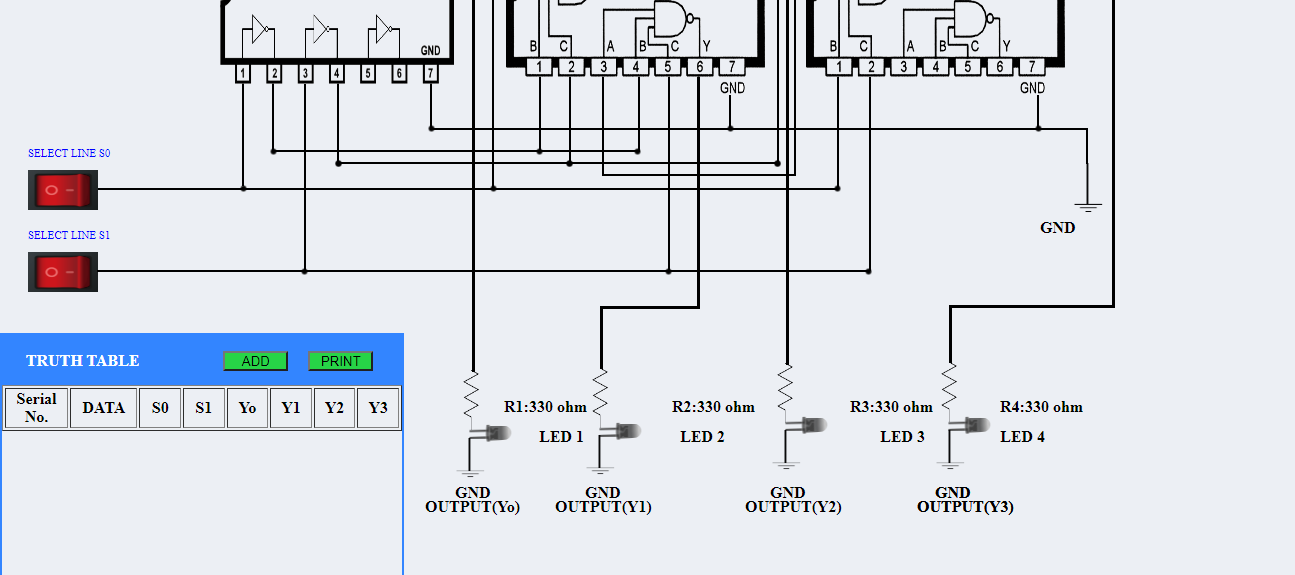 GND
1 2 3 4 5 6 7
B C A B C Y
1 2 3 4 5 6 7
GND
B C A B C Y
1 2 3 4 5 6 7
GND
SELECT LINE S0
SELECT LINE S1
GND
TRUTH TABLE ADD PRINT
Serial No. DATA S0 S1 Yo Y1 Y2 Y3
R1:330 ohm R2:330 ohm R3:330 ohm R4:330 ohm
LED 1 LED 2 LED 3 LED 4
GND GND GND GND
OUTPUT(Yo) OUTPUT(Y1) OUTPUT(Y2) OUTPUT(Y3)